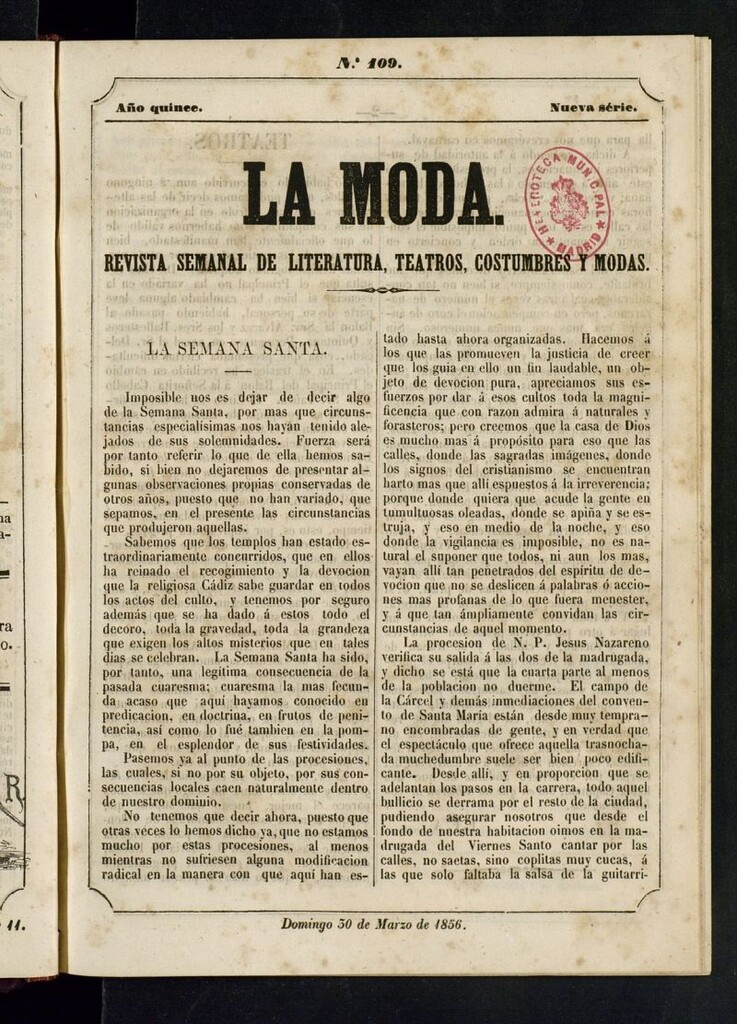 N.º 109.
Año quince.
Nueva série.
LA MODA.
HEMEROTECA MUNICIPAL
MADRID
REVISTA SEMANAL DE LITERATURA, TEATROS, COSTUMBRES Y MODAS.
LA SEMANA SANTA.
Imposible nos es dejar de decir algo
de la Semana Santa, por mas que circuns-
tancias especialisimas nos hayan tenido ale-
jados de sus solemnidades. Fuerza será
por tanto referir lo que de ella hemos sa-
bido, si bien no dejaremos de presentar al-
gunas observaciones propias conservadas de
otros años, puesto que no han variado, que
sepamos, en el presente las circunstancias
que produjeron aquellas.
Sabemos que los templos han estado es-
traordinariamente concurridos, que en ellos
ha reinado el recogimiento y la devocion
que la religiosa Cádiz sabe guardar en todos
los actos del culto, y tenemos por seguro
además que se ha dado á estos todo el
decoro, toda la gravedad, toda la grandeza
que exigen los altos misterios que en tales
dias se celebran. La Semana Santa ha sido,
por tanto, una legítima consecuencia de la
pasada cuaresma; cuaresma la mas fecun-
da acaso que aquí hayamos conocido en
predicacion, en doctrina, en frutos de peni-
tencia, así como lo fué tambien en la pom-
pa, en el esplendor de sus festividades.
Pasemos ya al punto de las procesiones,
las cuales, si no por su objeto, por sus con-
secuencias locales caen naturalmente dentro
de nuestro dominio.
No tenemos que decir ahora, puesto que
otras veces lo hemos dicho ya, que no estamos
mucho por estas procesiones, al menos
mientras no sufriesen alguna modificacion
radical en la manera con que aquí han es-
tado hasta ahora organizadas. Hacemos á
los que las promueven la justicia de creer
que los guia en ello un fin laudable, un ob-
jeto de devocion pura, apreciamos sus es-
fuerzos por dar á esos cultos toda la magni-
ficencia que con razon admira á naturales y
forasteros; pero creemos que la casa de Dios
es mucho mas á propósito para eso que las
calles, donde las sagradas imágenes, donde
los signos del cristianismo se encuentran
harto mas que allí espuestos á la irreverencia;
porque donde quiera que acude la gente en
tumultuosas oleadas, donde se apiña y se es-
truja, y eso en medio de la noche, y eso
donde la vigilancia es imposible, no es na-
tural el suponer que todos, ni aun los mas,
vayan allí tan penetrados del espíritu de de-
vocion que no se deslicen á palabras ó accio-
nes mas profanas de lo que fuera menester,
y á que tan ámpliamente convidan las cir-
cunstancias de aquel momento.
La procesion de N. P. Jesus Nazareno
verifica su salida á las dos de la madrugada,
y dicho se está que la cuarta parte al menos
de la poblacion no duerme. El campo de
la Cárcel y demás inmediaciones del conven-
to de Santa María están desde muy tempra-
no encombradas de gente, y en verdad que
el espectáculo que ofrece aquella trasnocha-
da muchedumbre suele ser bien poco edifi-
cante. Desde allí, y en proporcion que se
adelantan los pasos en la carrera, todo aquel
bullicio se derrama por el resto de la ciudad,
pudiendo asegurar nosotros que desde el
fondo de nuestra habitacion oimos en la ma-
drugada del Viernes Santo cantar por las
calles, no saetas, sino coplitas muy cucas, á
las que solo faltaba la salsa de la guitarri-
Domingo 30 de Marzo de 1856.
11.